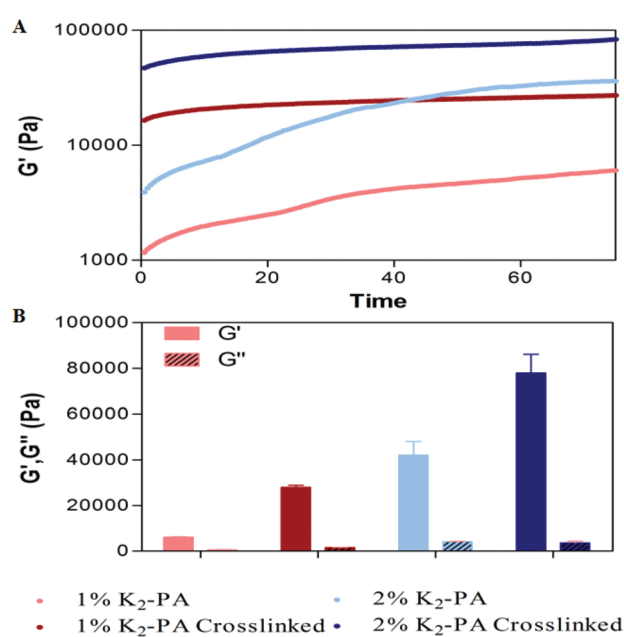 A
100000
10000
1000
G' (Pa)
0 20 40 60
Time
B
100000
80000
60000
40000
20000
0
G',G'' (Pa)
G'
G''
1% K₂-PA
2% K₂-PA
1% K₂-PA Crosslinked
2% K₂-PA Crosslinked